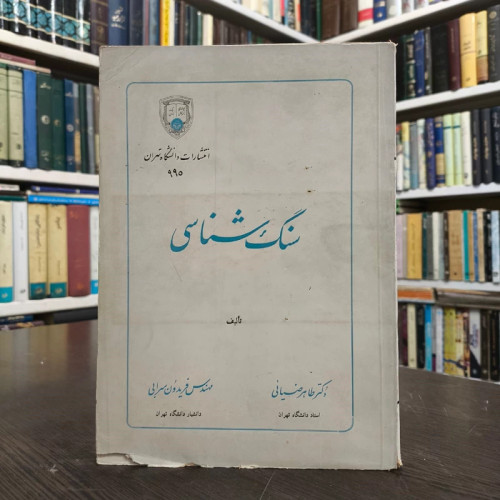 انتشارات دانشگاه تهران
۹۹۵
سنگ شناسی
تألیف
دکتر طاهر ضیائی
استاد دانشگاه تهران
مهندس فریدون سرابی
دانشیار دانشگاه تهران